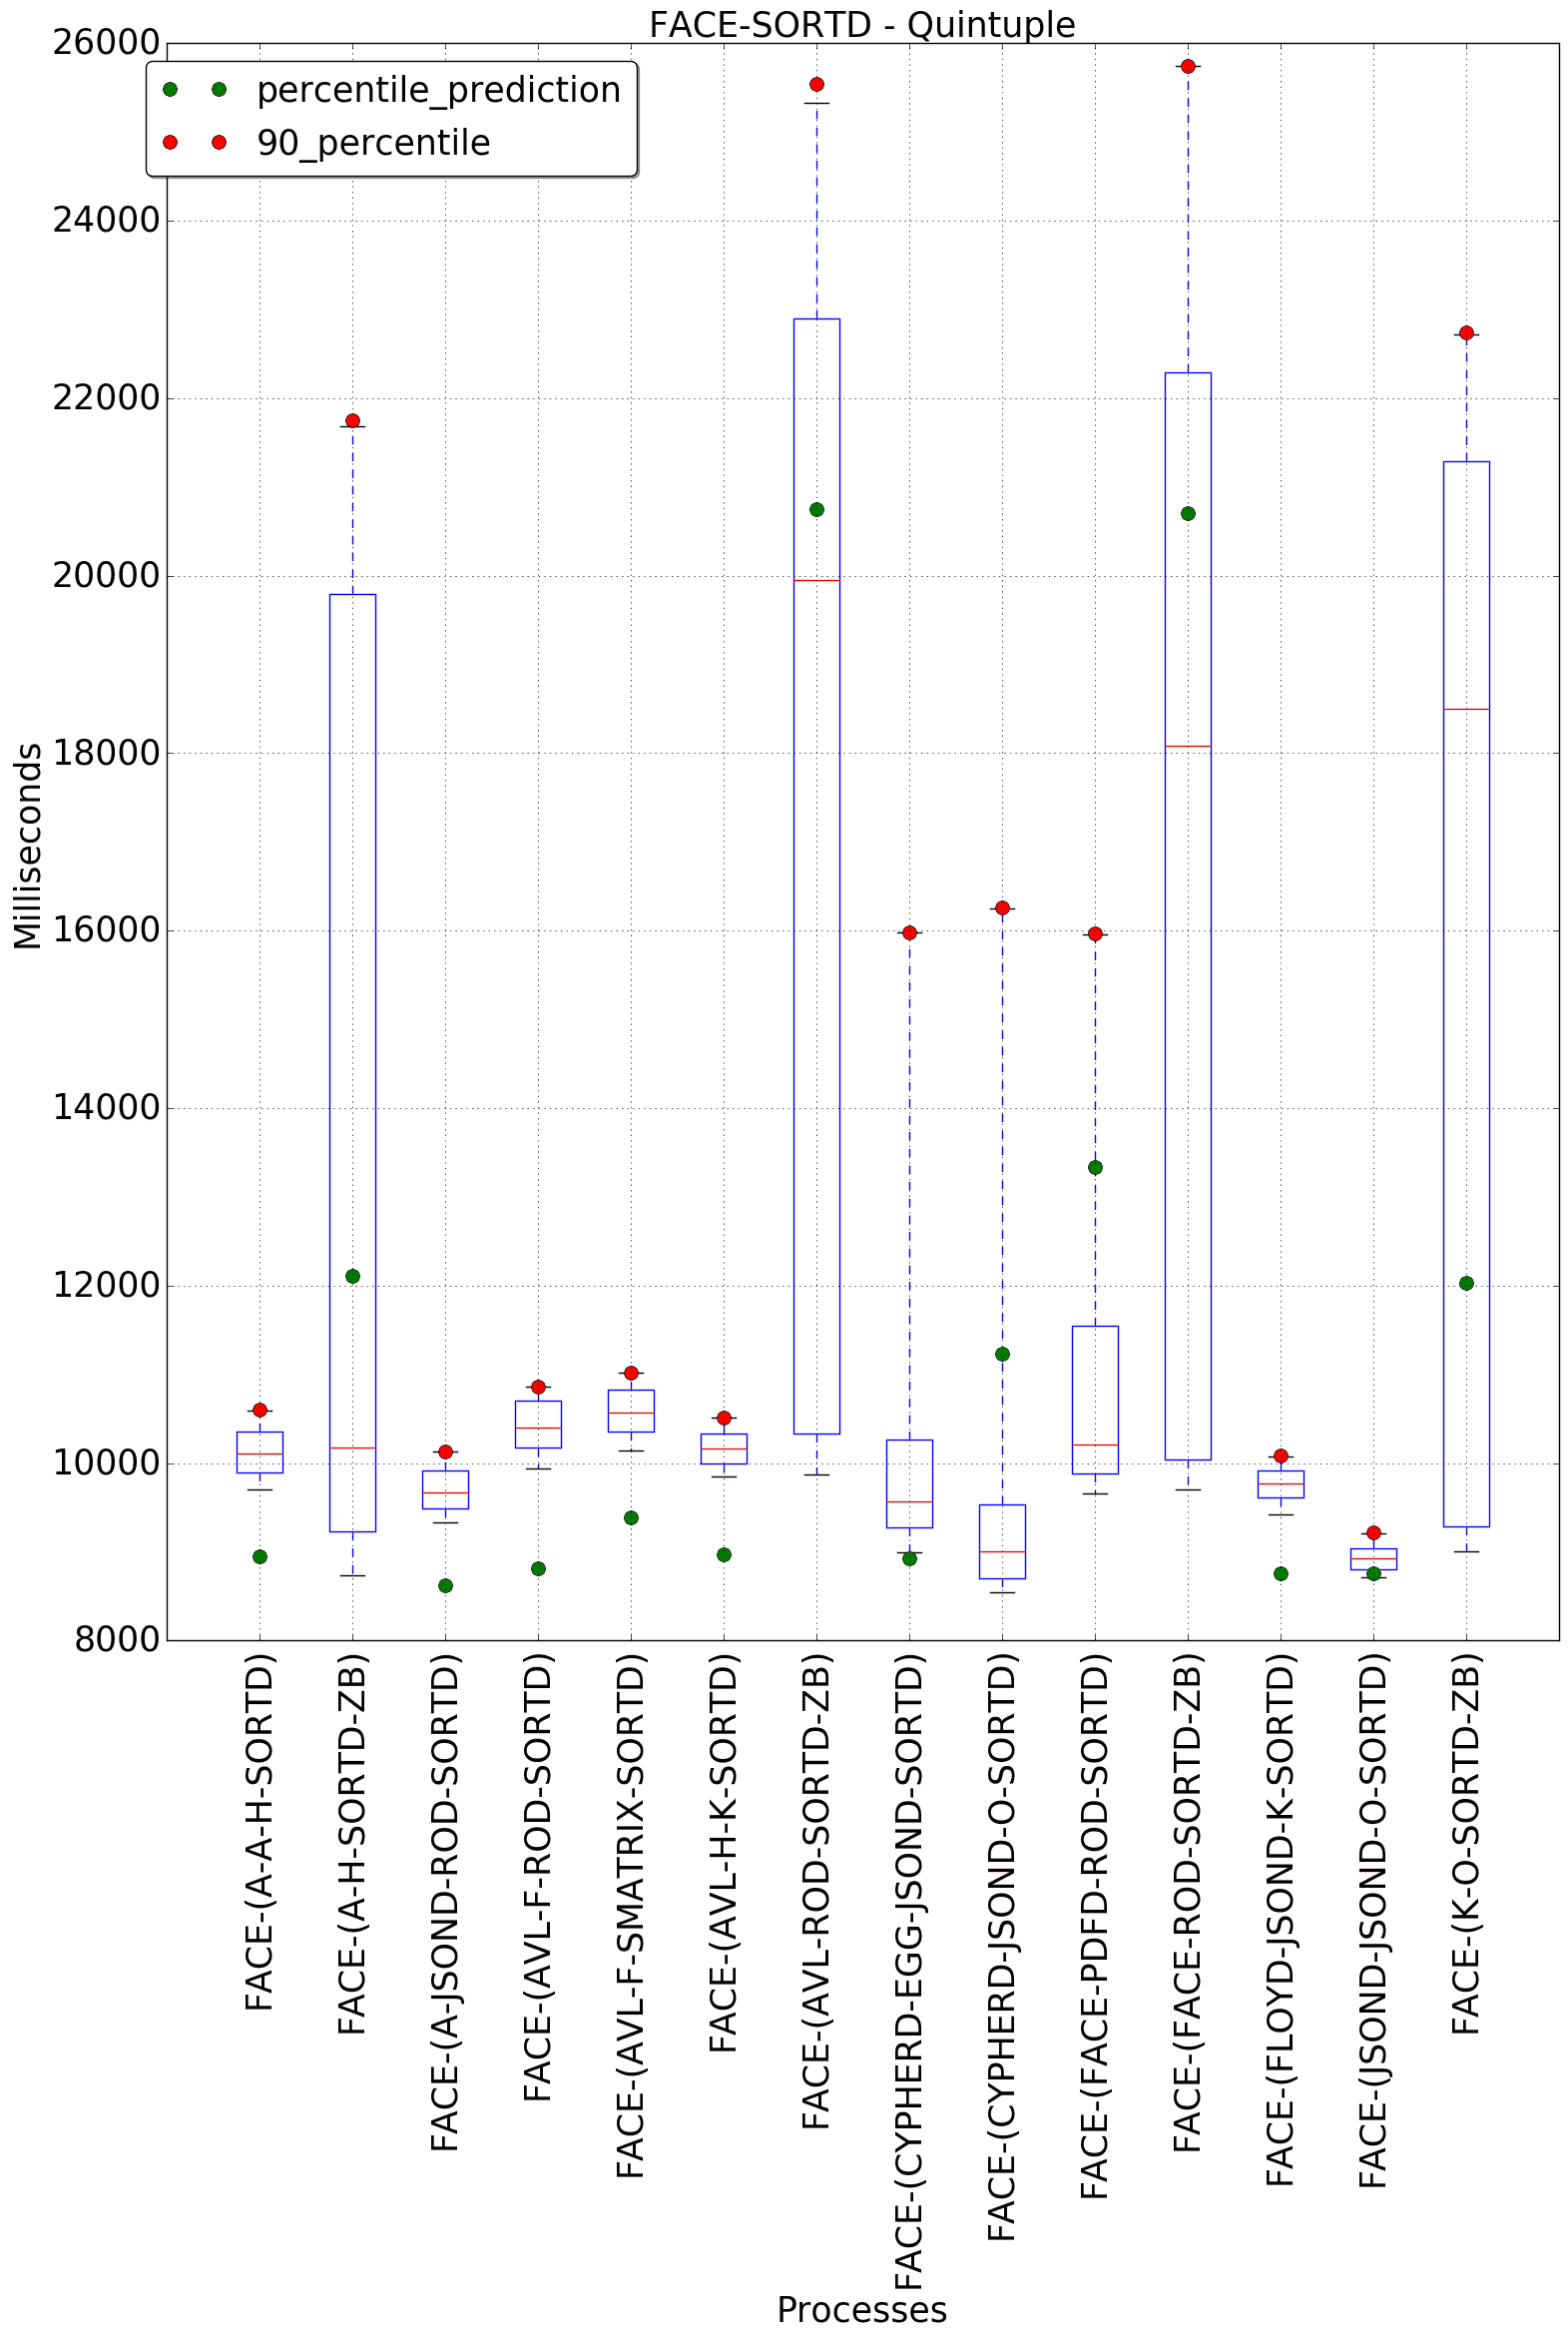 FACE-SORTD - Quintuple
percentile_prediction
90_percentile
26000
24000
22000
20000
18000
16000
14000
12000
10000
8000
Milliseconds
FACE-(A-A-H-SORTD)
FACE-(A-H-SORTD-ZB)
FACE-(A-JSOND-ROD-SORTD)
FACE-(AVL-F-ROD-SORTD)
FACE-(AVL-F-SMATRIX-SORTD)
FACE-(AVL-H-K-SORTD)
FACE-(AVL-ROD-SORTD-ZB)
FACE-(CYPHERD-EGG-JSOND-SORTD)
FACE-(CYPHERD-JSOND-O-SORTD)
FACE-(FACE-PDFD-ROD-SORTD)
FACE-(FACE-ROD-SORTD-ZB)
FACE-(FLOYD-JSOND-K-SORTD)
FACE-(JSOND-JSOND-O-SORTD)
FACE-(K-O-SORTD-ZB)
Processes